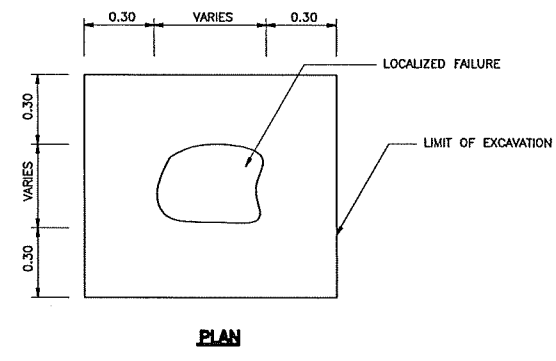 0.30 VARIES 0.30
LOCALIZED FAILURE
0.30
LIMIT OF EXCAVATION
VARIES
0.30
PLAN